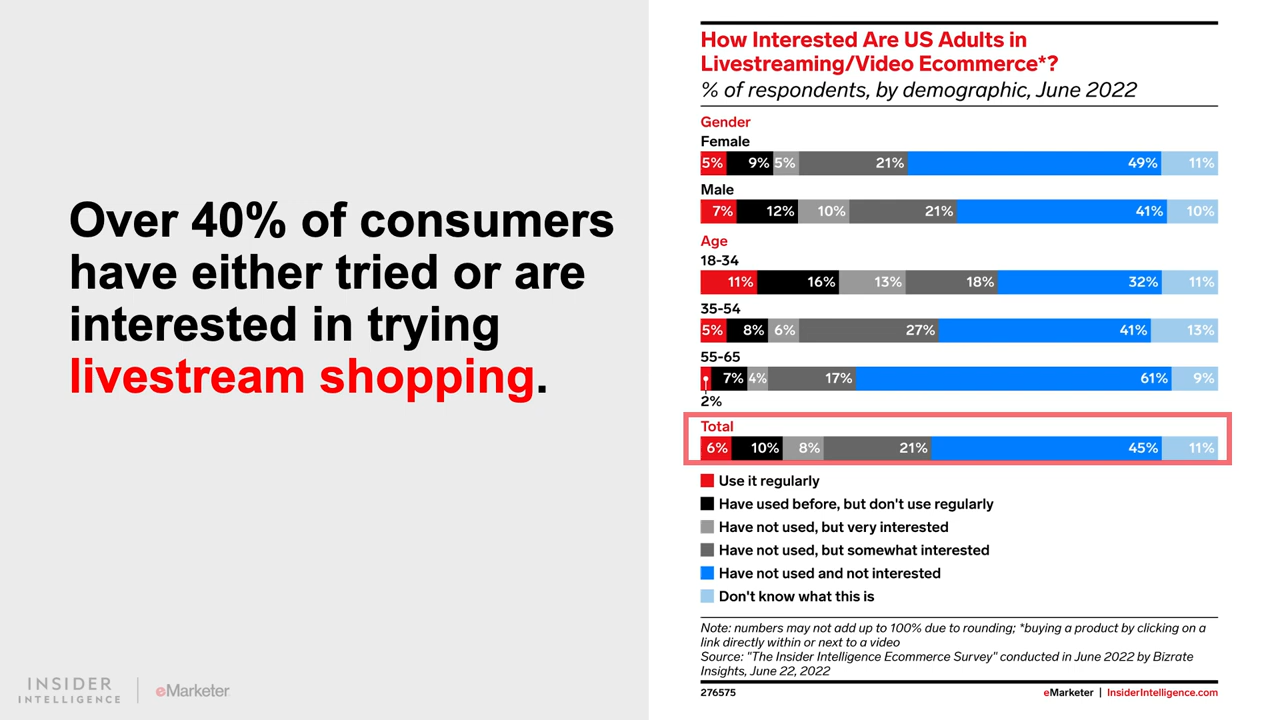 Over 40% of consumers
have either tried or are
interested in trying
livestream shopping.
INSIDER
INTELLIGENCE
eMarketer
How Interested Are US Adults in
Livestreaming/Video Ecommerce*?
% of respondents, by demographic, June 2022
Gender
Female
5% 9% 5% 21% 49% 11%
Male
7% 12% 10% 21% 41% 10%
Age
18-34
11% 16% 13% 18% 32% 11%
35-54
5% 8% 6% 27% 41% 13%
55-65
7% 4% 17% 61% 9%
2%
Total
6% 10% 8% 21% 45% 11%
Use it regularly
Have used before, but don't use regularly
Have not used, but very interested
Have not used, but somewhat interested
Have not used and not interested
Don't know what this is
Note: numbers may not add up to 100% due to rounding; *buying a product by clicking on a
link directly within or next to a video
Source: "The Insider Intelligence Ecommerce Survey" conducted in June 2022 by Bizrate
Insights, June 22, 2022
276575
eMarketer | InsiderIntelligence.com